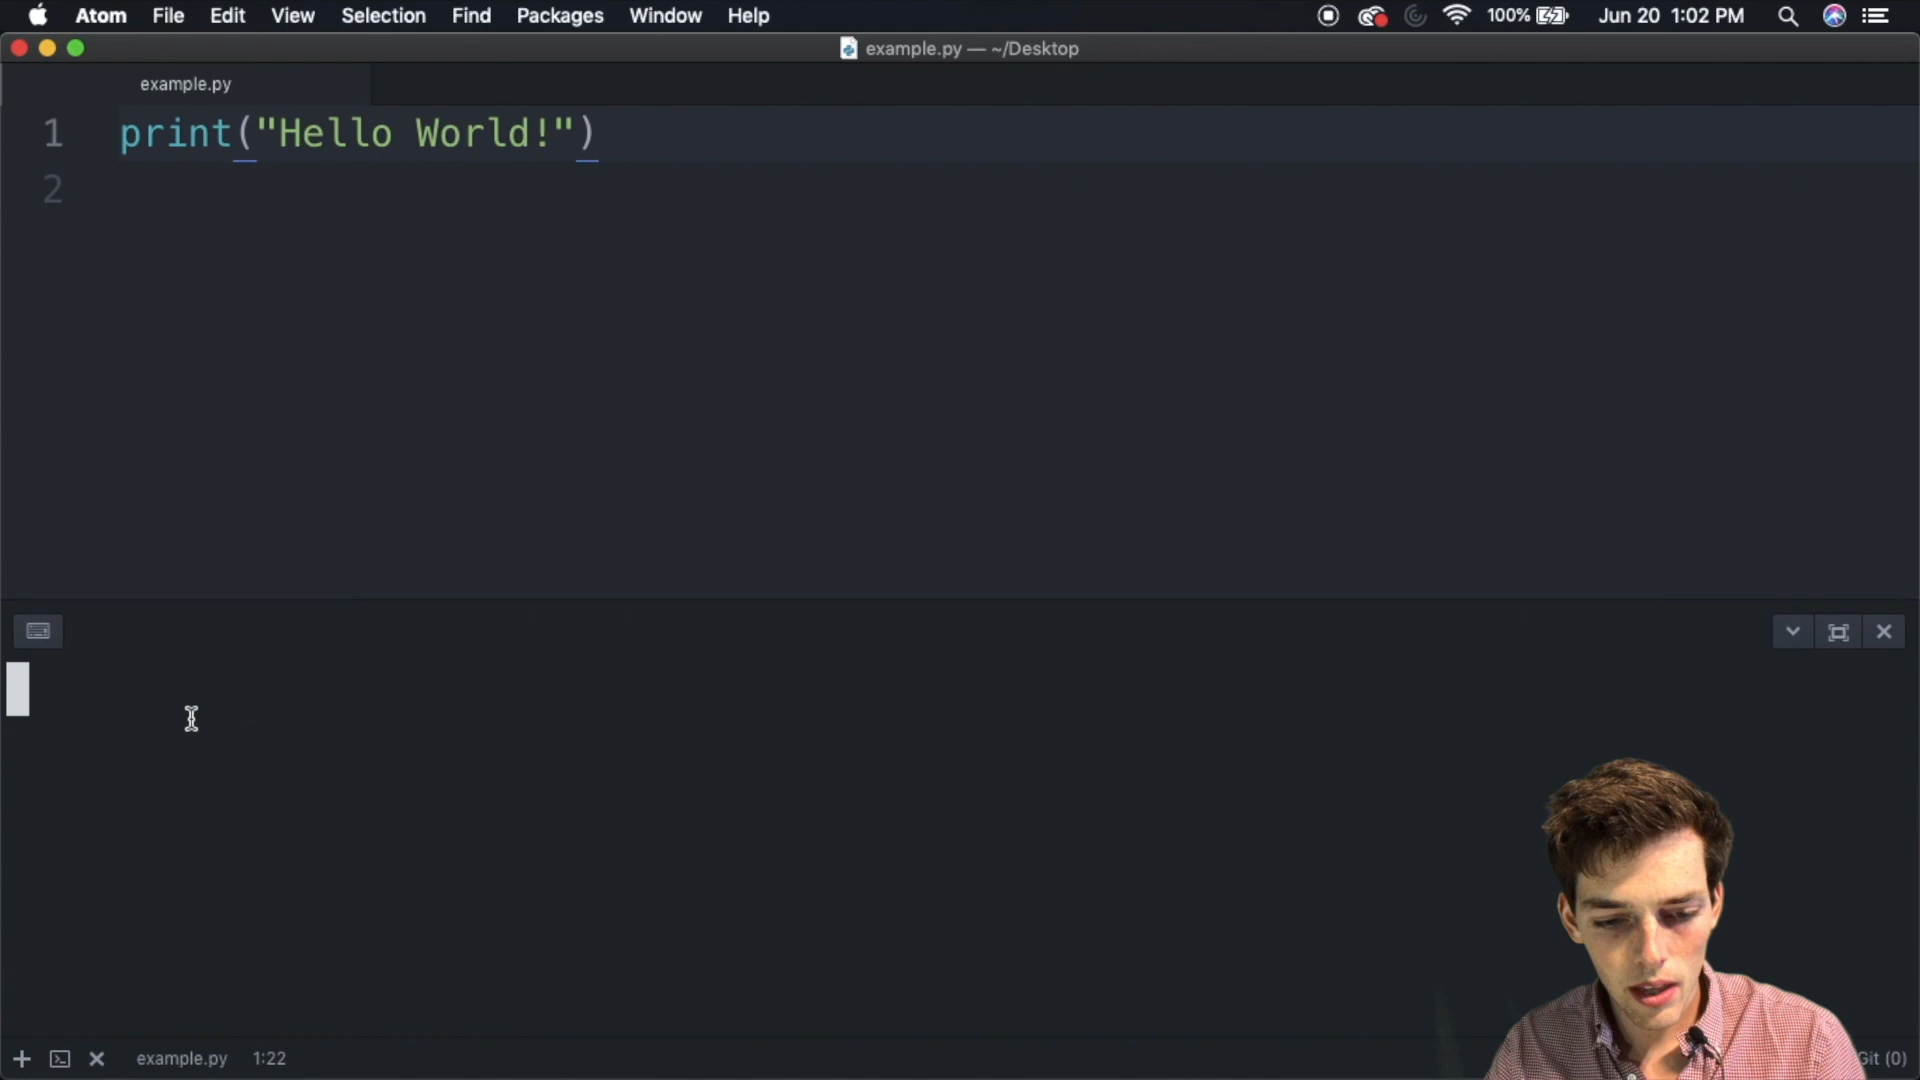 Atom File Edit View Selection Find Packages Window Help 100% Jun 20 1:02 PM
example.py — ~/Desktop
example.py
1 print("Hello World!")
2
example.py 1:22 Git (0)